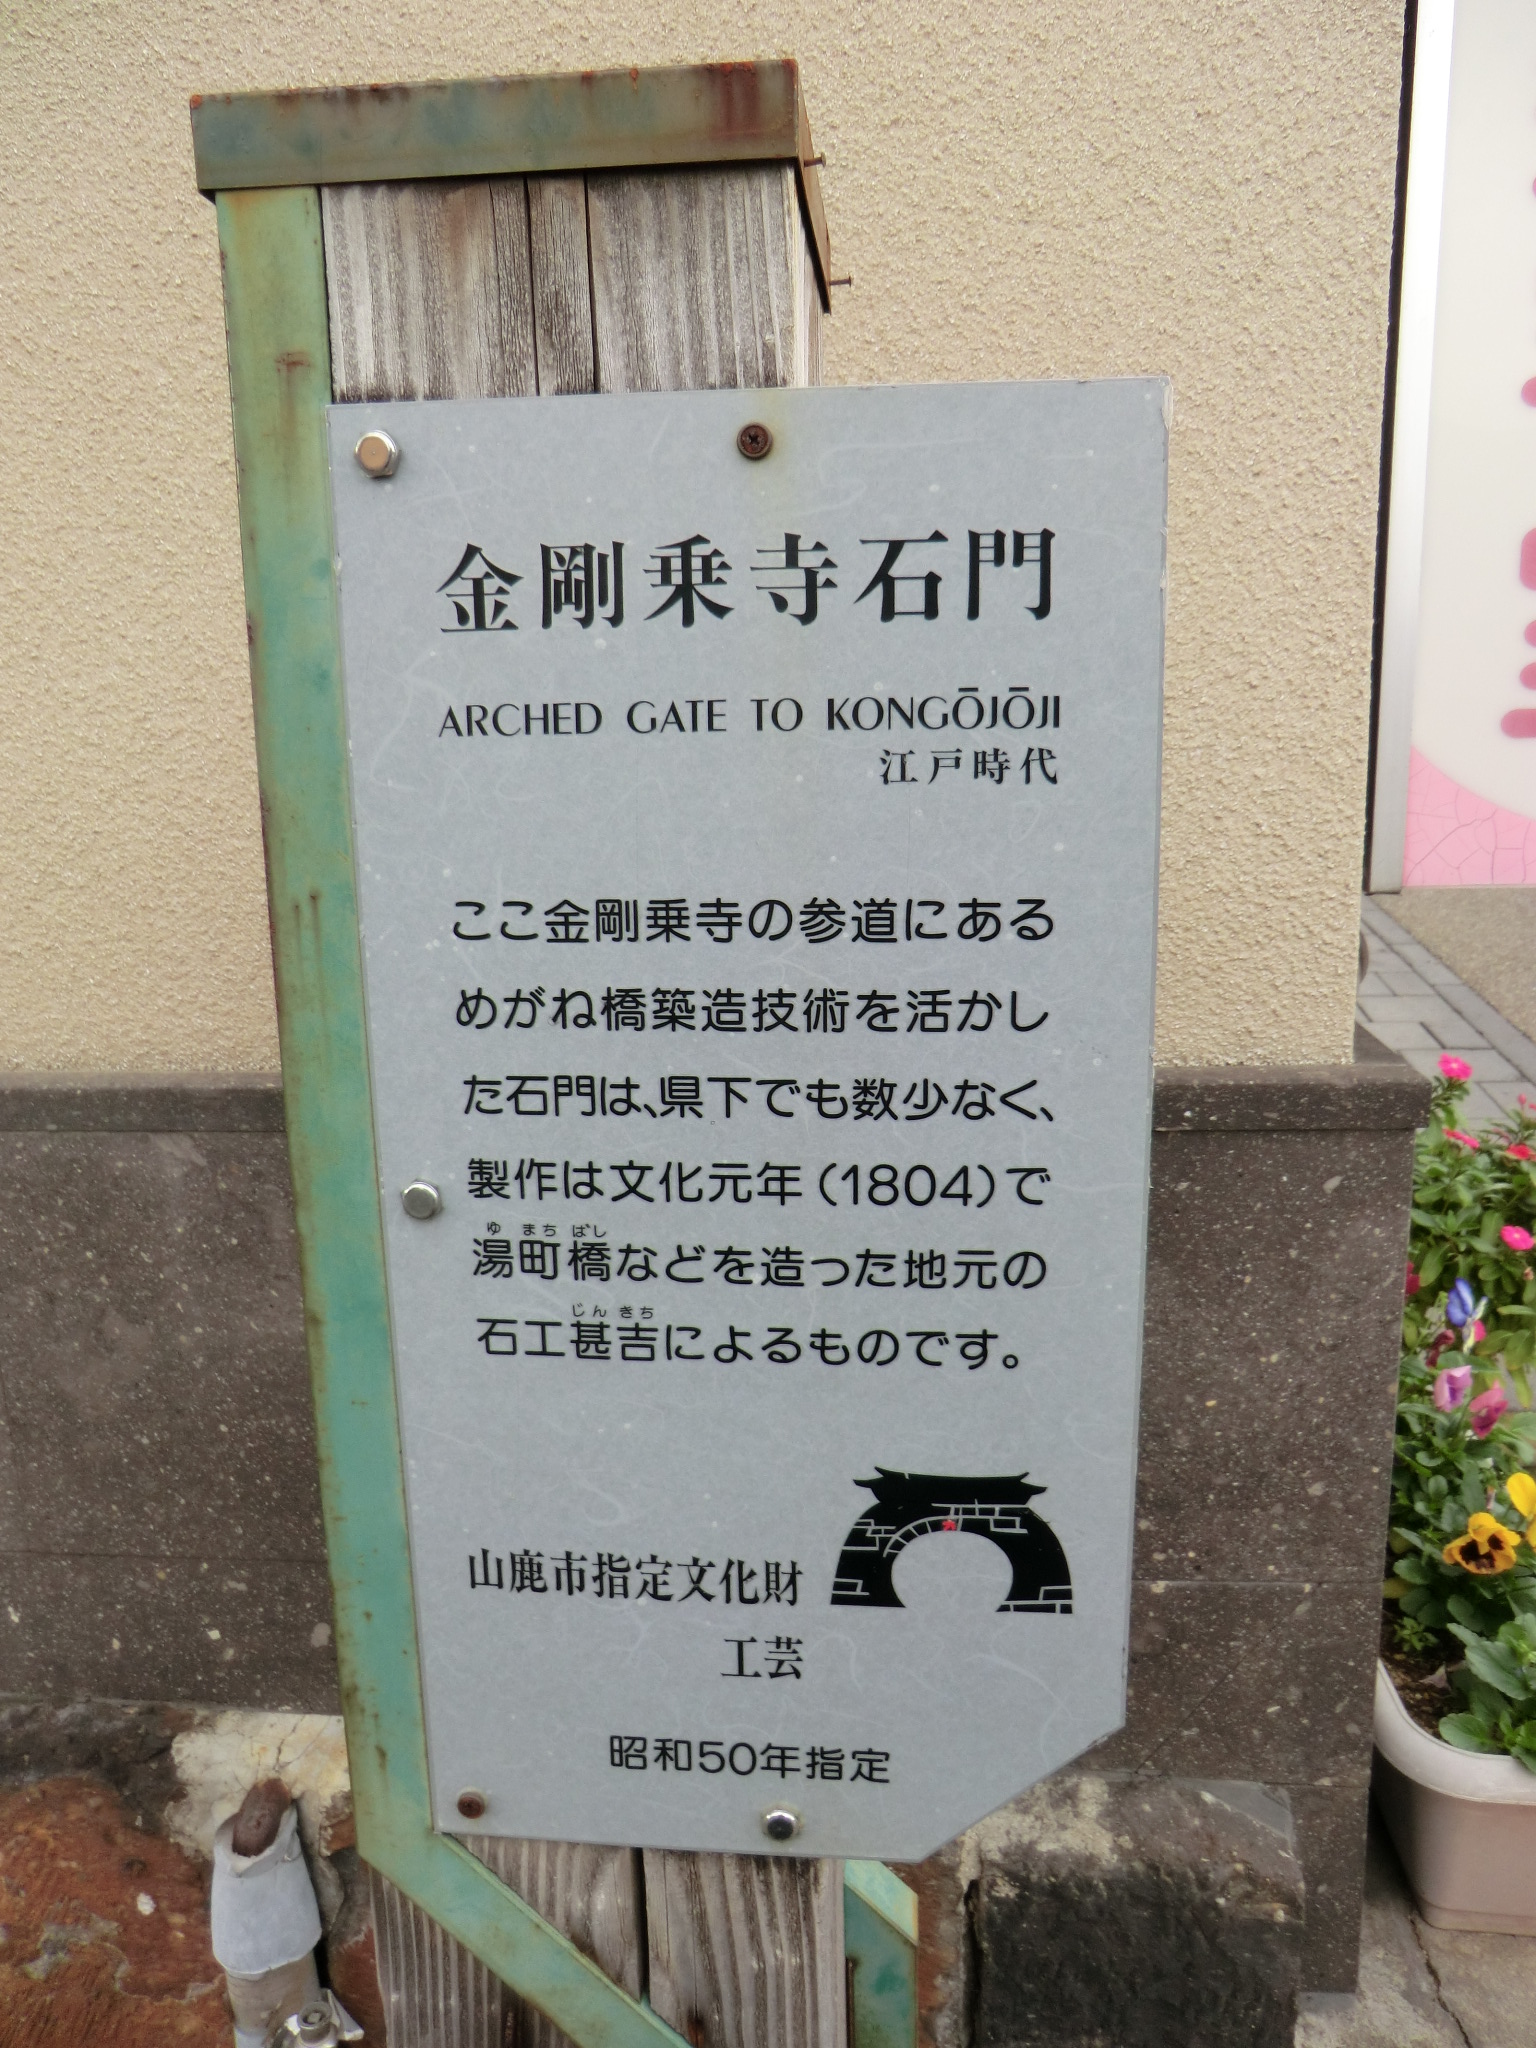 金剛乗寺石門
ARCHED GATE TO KONGŌJŌJI
江戸時代
ここ金剛乗寺の参道にある
めがね橋築造技術を活かし
た石門は、県下でも数少なく、
製作は文化元年(1804)で
ゆ まち ばし
湯町橋などを造った地元の
じん きち
石工甚吉によるものです。
山鹿市指定文化財
工芸
昭和50年指定